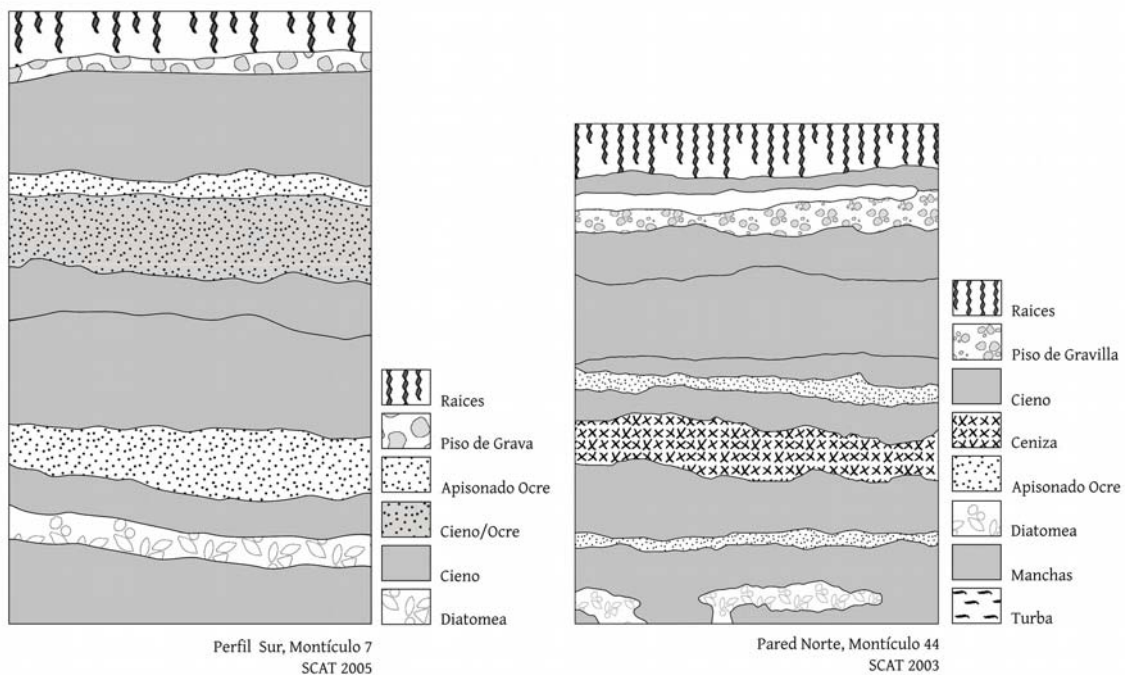 Raices
Piso de Grava
Apisonado Ocre
Cieno/Ocre
Cieno
Diatomea
Perfil Sur, Montículo 7
SCAT 2005
Raices
Piso de Gravilla
Cieno
Ceniza
Apisonado Ocre
Diatomea
Manchas
Turba
Pared Norte, Montículo 44
SCAT 2003